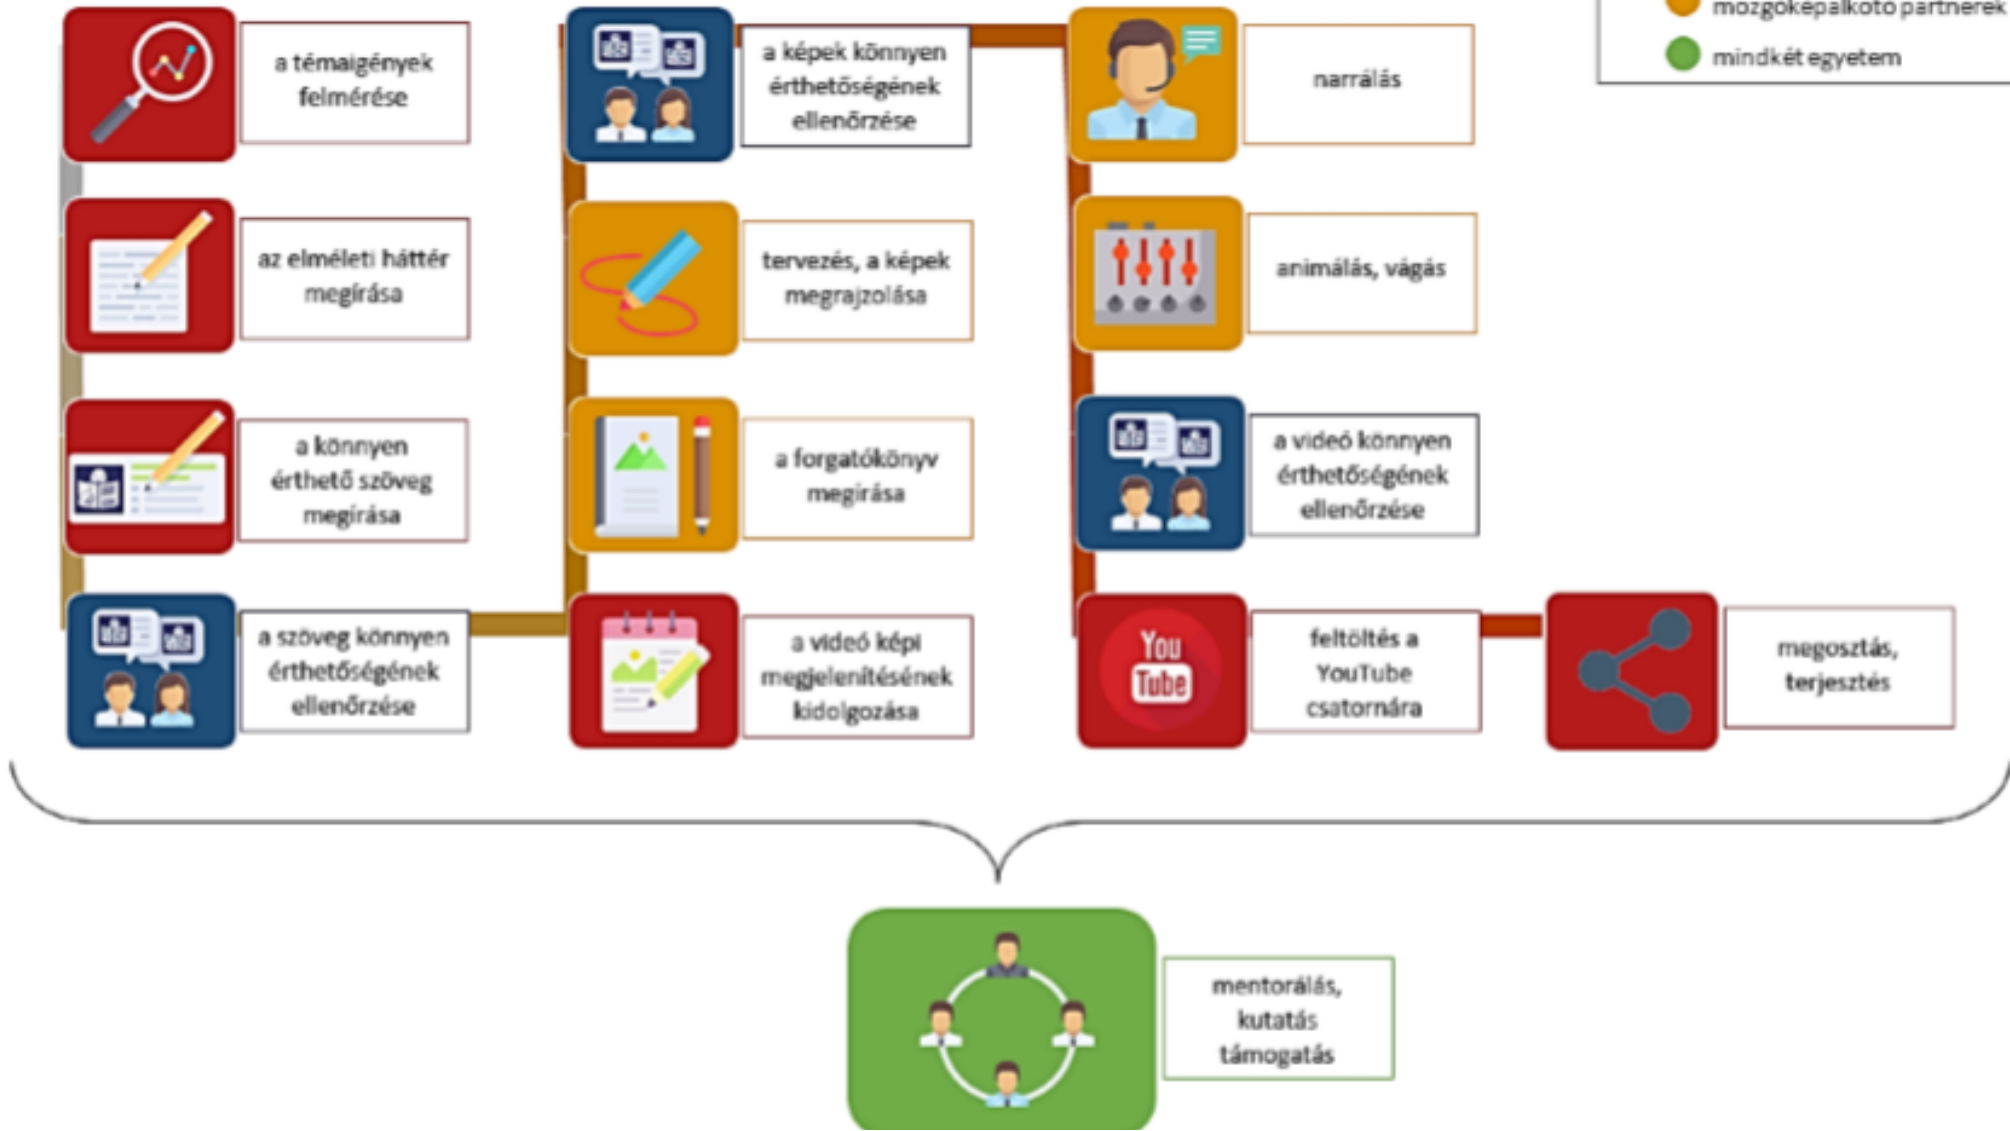 a témaigények
felmérése
az elméleti háttér
megírása
a könnyen
érthető szöveg
megírása
a szöveg könnyen
érthetőségének
ellenőrzése
a videó képi
megjelenítésének
kidolgozása
a forgatókönyv
megírása
tervezés, a képek
megrajzolása
a képek könnyen
érthetőségének
ellenőrzése
narrálás
animálás, vágás
a videó könnyen
érthetőségének
ellenőrzése
You
Tube
feltöltés a
YouTube
csatornára
megosztás,
terjesztés
mozgóképalkotó partnerek
mindkét egyetem
mentorálás,
kutatás
támogatás